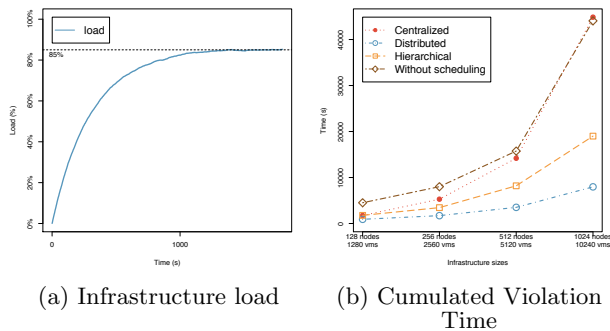 load
85%
Load (%)
100%
80%
60%
40%
20%
0%
0
1000
Time (s)
(a) Infrastructure load
Centralized
Distributed
Hierarchical
Without scheduling
Time (s)
40000
30000
20000
10000
0
128 nodes 256 nodes 512 nodes 1024 nodes
1280 vms 2560 vms 5120 vms 10240 vms
Infrastructure sizes
(b) Cumulated Violation
Time